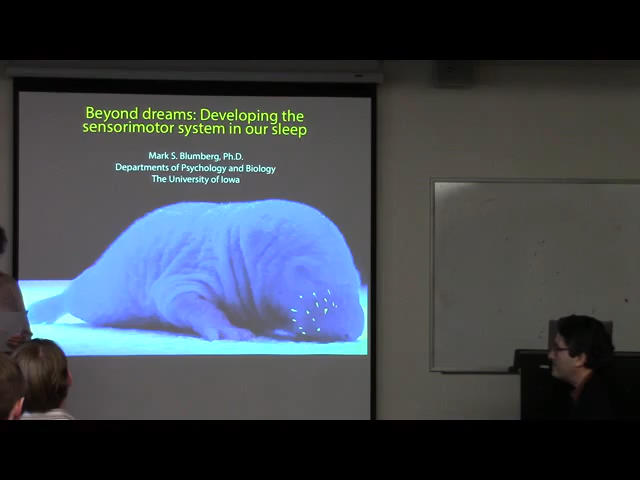 Beyond dreams: Developing the
sensorimotor system in our sleep
Mark S. Blumberg, Ph.D.
Departments of Psychology and Biology
The University of Iowa